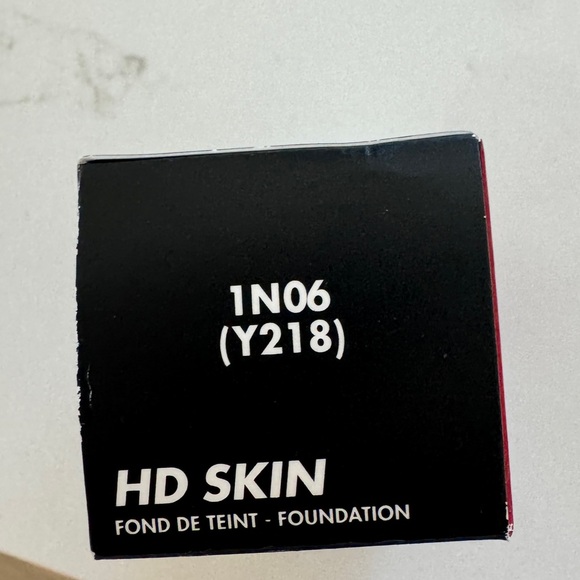 1N06
(Y218)
HD SKIN
FOND DE TEINT - FOUNDATION